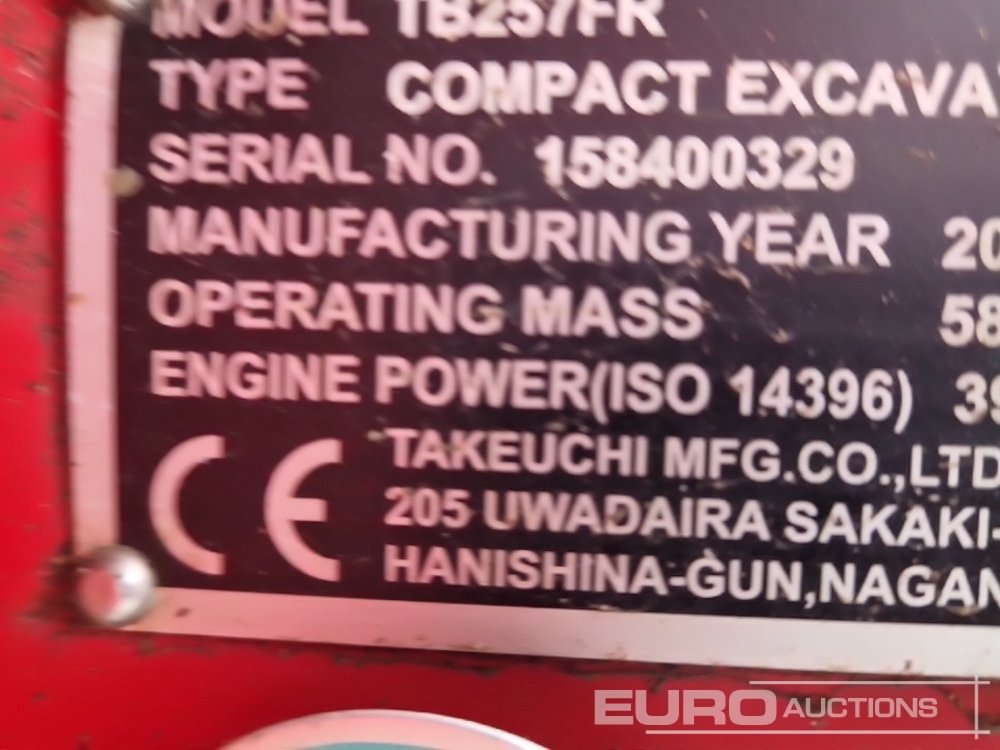 MODEL TB257FR
TYPE COMPACT EXCAVA
SERIAL NO. 158400329
MANUFACTURING YEAR 20
OPERATING MASS 58
ENGINE POWER(ISO 14396) 39
CE
TAKEUCHI MFG.CO.,LTD
205 UWADAIRA SAKAKI-
HANISHINA-GUN,NAGAN
EURO AUCTIONS